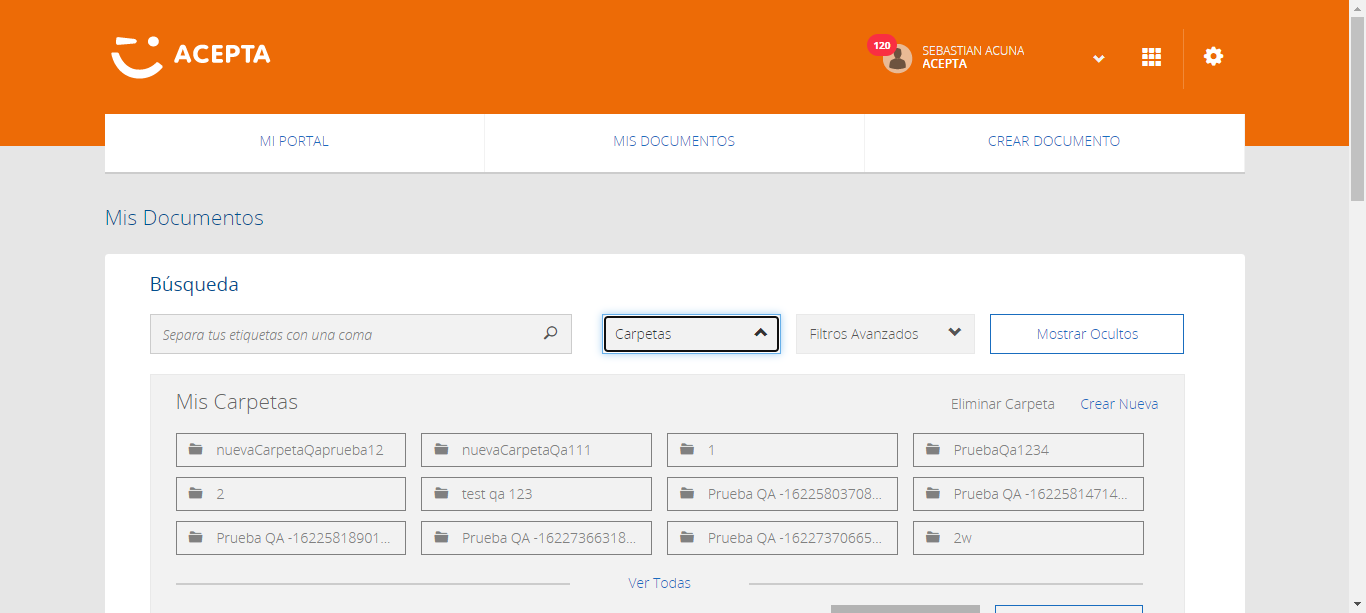 ACEPTA
120
SEBASTIAN ACUNA
ACEPTA
MI PORTAL
MIS DOCUMENTOS
CREAR DOCUMENTO
Mis Documentos
Búsqueda
Separa tus etiquetas con una coma
Carpetas
Filtros Avanzados
Mostrar Ocultos
Mis Carpetas
Eliminar Carpeta
Crear Nueva
nuevaCarpetaQaprueba12
nuevaCarpetaQa111
1
PruebaQa1234
2
test qa 123
Prueba QA -16225803708...
Prueba QA -16225814714...
Prueba QA -16225818901...
Prueba QA -16227366318...
Prueba QA -16227370665...
2w
Ver Todas